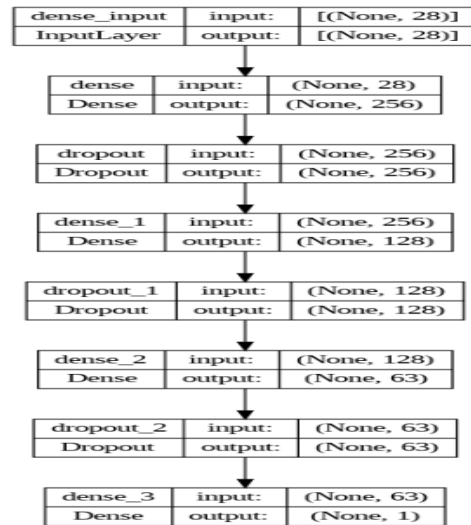 dense_input input: [(None, 28)]
InputLayer output: [(None, 28)]
dense input: (None, 28)
Dense output: (None, 256)
dropout input: (None, 256)
Dropout output: (None, 256)
dense_1 input: (None, 256)
Dense output: (None, 128)
dropout_1 input: (None, 128)
Dropout output: (None, 128)
dense_2 input: (None, 128)
Dense output: (None, 63)
dropout_2 input: (None, 63)
Dropout output: (None, 63)
dense_3 input: (None, 63)
Dense output: (None, 1)